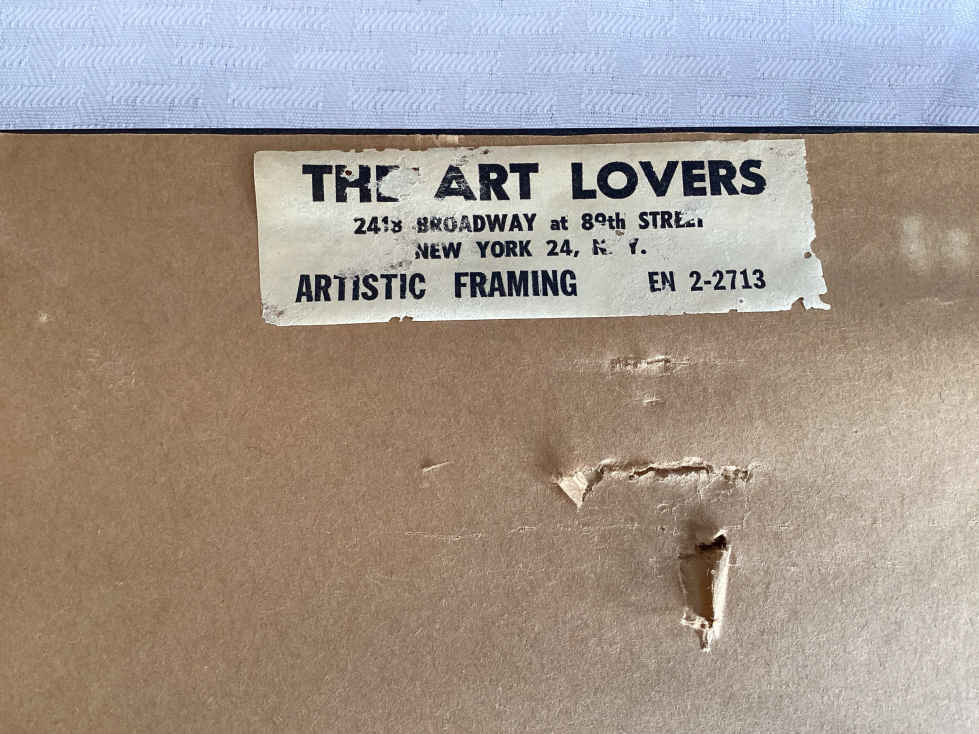 THE ART LOVERS
2418 BROADWAY at 89th STREET
NEW YORK 24, N. Y.
ARTISTIC FRAMING EN 2-2713